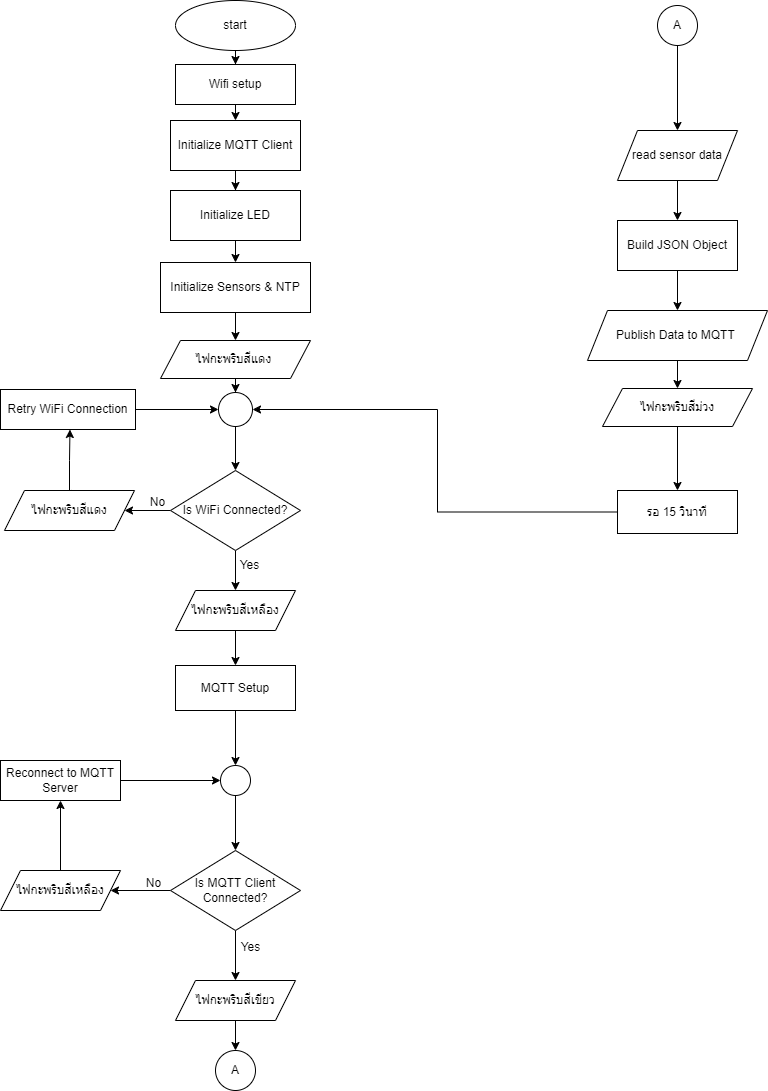 start
Wifi setup
Initialize MQTT Client
Initialize LED
Initialize Sensors & NTP
ไฟกะพริบสีแดง
Retry WiFi Connection
ไฟกะพริบสีแดง
No
Is WiFi Connected?
Yes
ไฟกะพริบสีเหลือง
MQTT Setup
Reconnect to MQTT
Server
ไฟกะพริบสีเหลือง
No
Is MQTT Client
Connected?
Yes
ไฟกะพริบสีเขียว
A
A
read sensor data
Build JSON Object
Publish Data to MQTT
ไฟกะพริบสีม่วง
รอ 15 วินาที